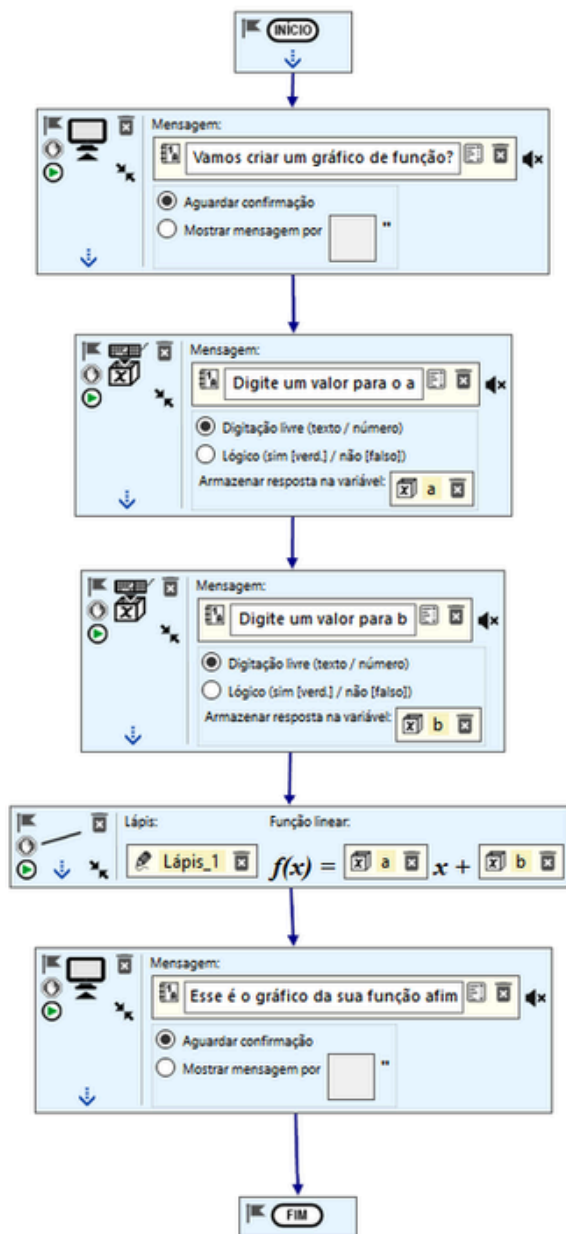 INÍCIO
Mensagem:
Vamos criar um gráfico de função?
Aguardar confirmação
Mostrar mensagem por "
Mensagem:
Digite um valor para o a
Digitação livre (texto / número)
Lógico (sim [verd.] / não [falso])
Armazenar resposta na variável: a
Mensagem:
Digite um valor para b
Digitação livre (texto / número)
Lógico (sim [verd.] / não [falso])
Armazenar resposta na variável: b
Lápis: Função linear:
Lápis_1 f(x) = a x + b
Mensagem:
Esse é o gráfico da sua função afim
Aguardar confirmação
Mostrar mensagem por "
FIM